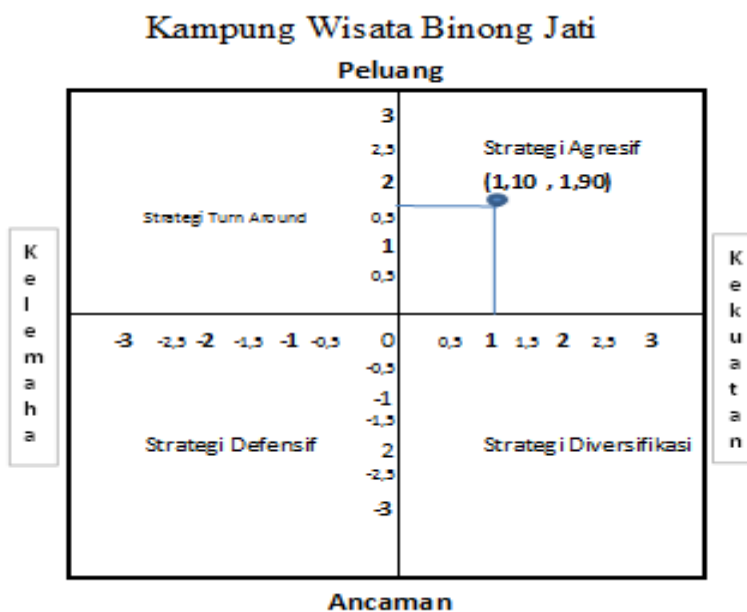 Kampung Wisata Binong Jati
Peluang
3
2,5
Strategi Agresif
2
(1,10 , 1,90)
Strategi Turn Around
0,5
1
0,5
K
e
l
e
m
a
h
a
K
e
k
u
a
t
a
n
-3 -2,5 -2 -1,5 -1 -0,5 0 0,5 1 1,5 2 2,5 3
-0,5
-1
-1,5
Strategi Defensif 2 Strategi Diversifikasi
-2,5
-3
Ancaman